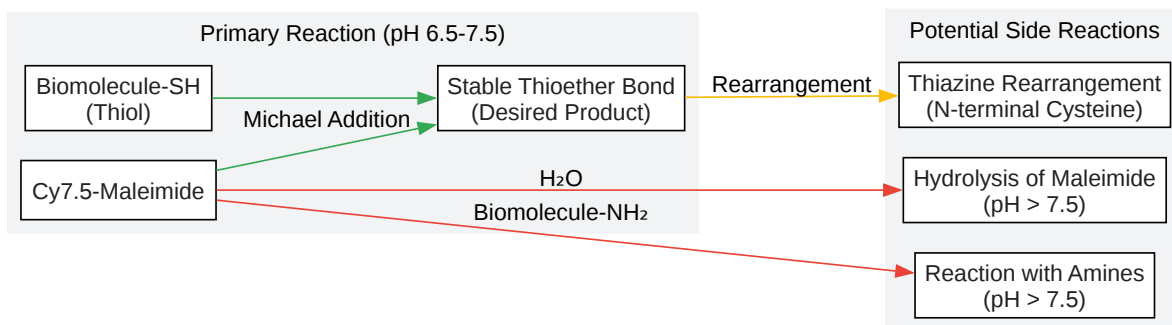 Primary Reaction (pH 6.5-7.5)
Biomolecule-SH
(Thiol)
Michael Addition
Stable Thioether Bond
(Desired Product)
Cy7.5-Maleimide
Rearrangement
H₂O
Biomolecule-NH₂
Potential Side Reactions
Thiazine Rearrangement
(N-terminal Cysteine)
Hydrolysis of Maleimide
(pH > 7.5)
Reaction with Amines
(pH > 7.5)